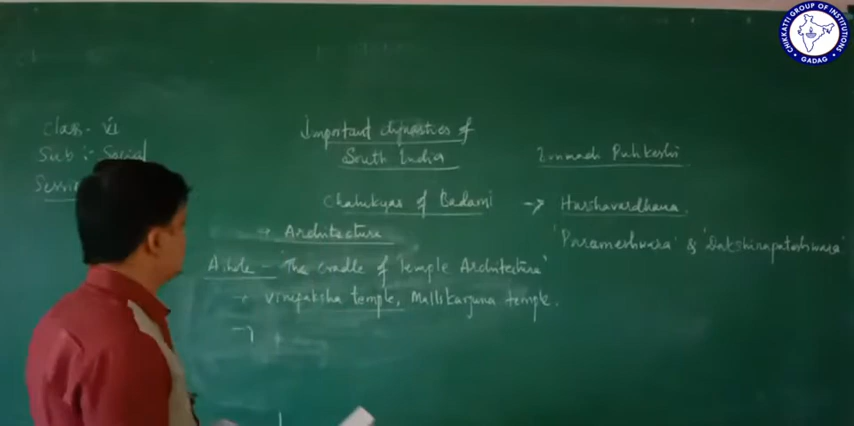 CHIKKATTI GROUP OF INSTITUTIONS
GADAG
Class - VI
Sub :- Social
Important dynasties of
South India
Chalukyas of Badami
→ Architecture
Aihole - 'The cradle of Temple Architecture'
→ Virupaksha temple, Mallikarjuna temple.
→
Immadi Pulikeshi
→ Harshavardhana.
'Parameshwara' & 'Dakshinapateshwara'